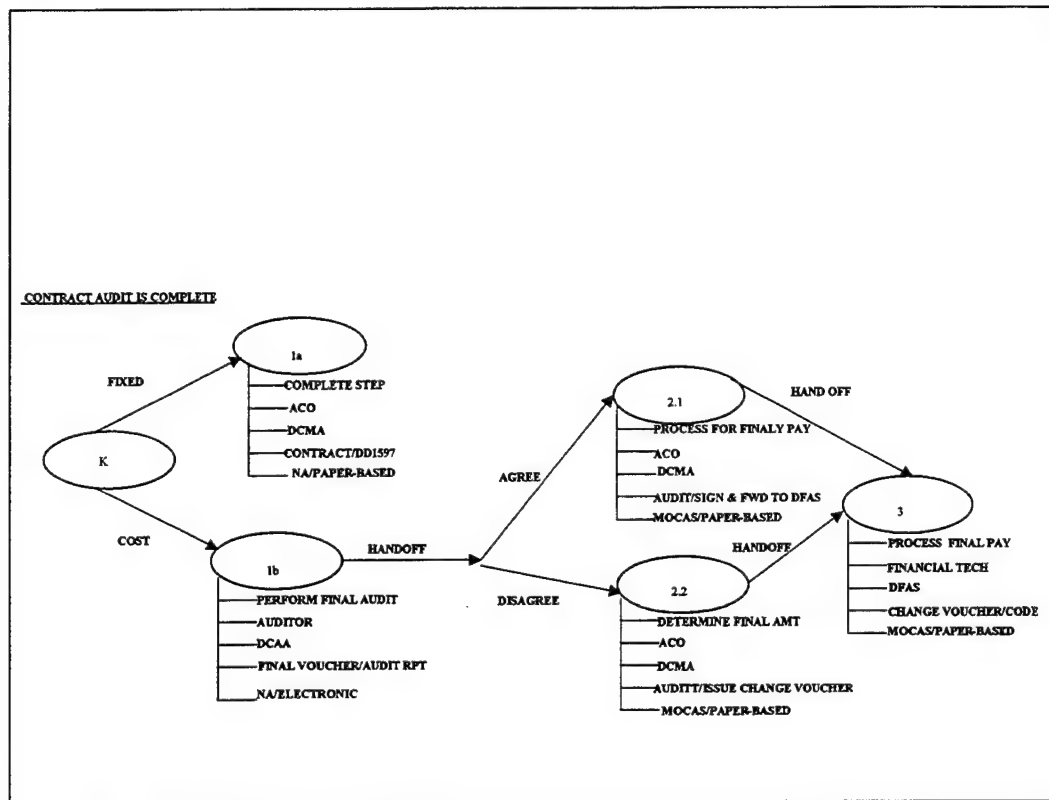 CONTRACT AUDIT IS COMPLETE
1a
FIXED
COMPLETE STEP
ACO
DCMA
CONTRACT/DD1597
NA/PAPER-BASED
K
COST
1b
HANDOFF
PERFORM FINAL AUDIT
AUDITOR
DCAA
FINAL VOUCHER/AUDIT RPT
NA/ELECTRONIC
AGREE
DISAGREE
2.1
HAND OFF
PROCESS FOR FINALY PAY
ACO
DCMA
AUDIT/SIGN & FWD TO DFAS
MOCAS/PAPER-BASED
2.2
HANDOFF
DETERMINE FINAL AMT
ACO
DCMA
AUDITT/ISSUE CHANGE VOUCHER
MOCAS/PAPER-BASED
3
PROCESS FINAL PAY
FINANCIAL TECH
DFAS
CHANGE VOUCHER/CODE
MOCAS/PAPER-BASED